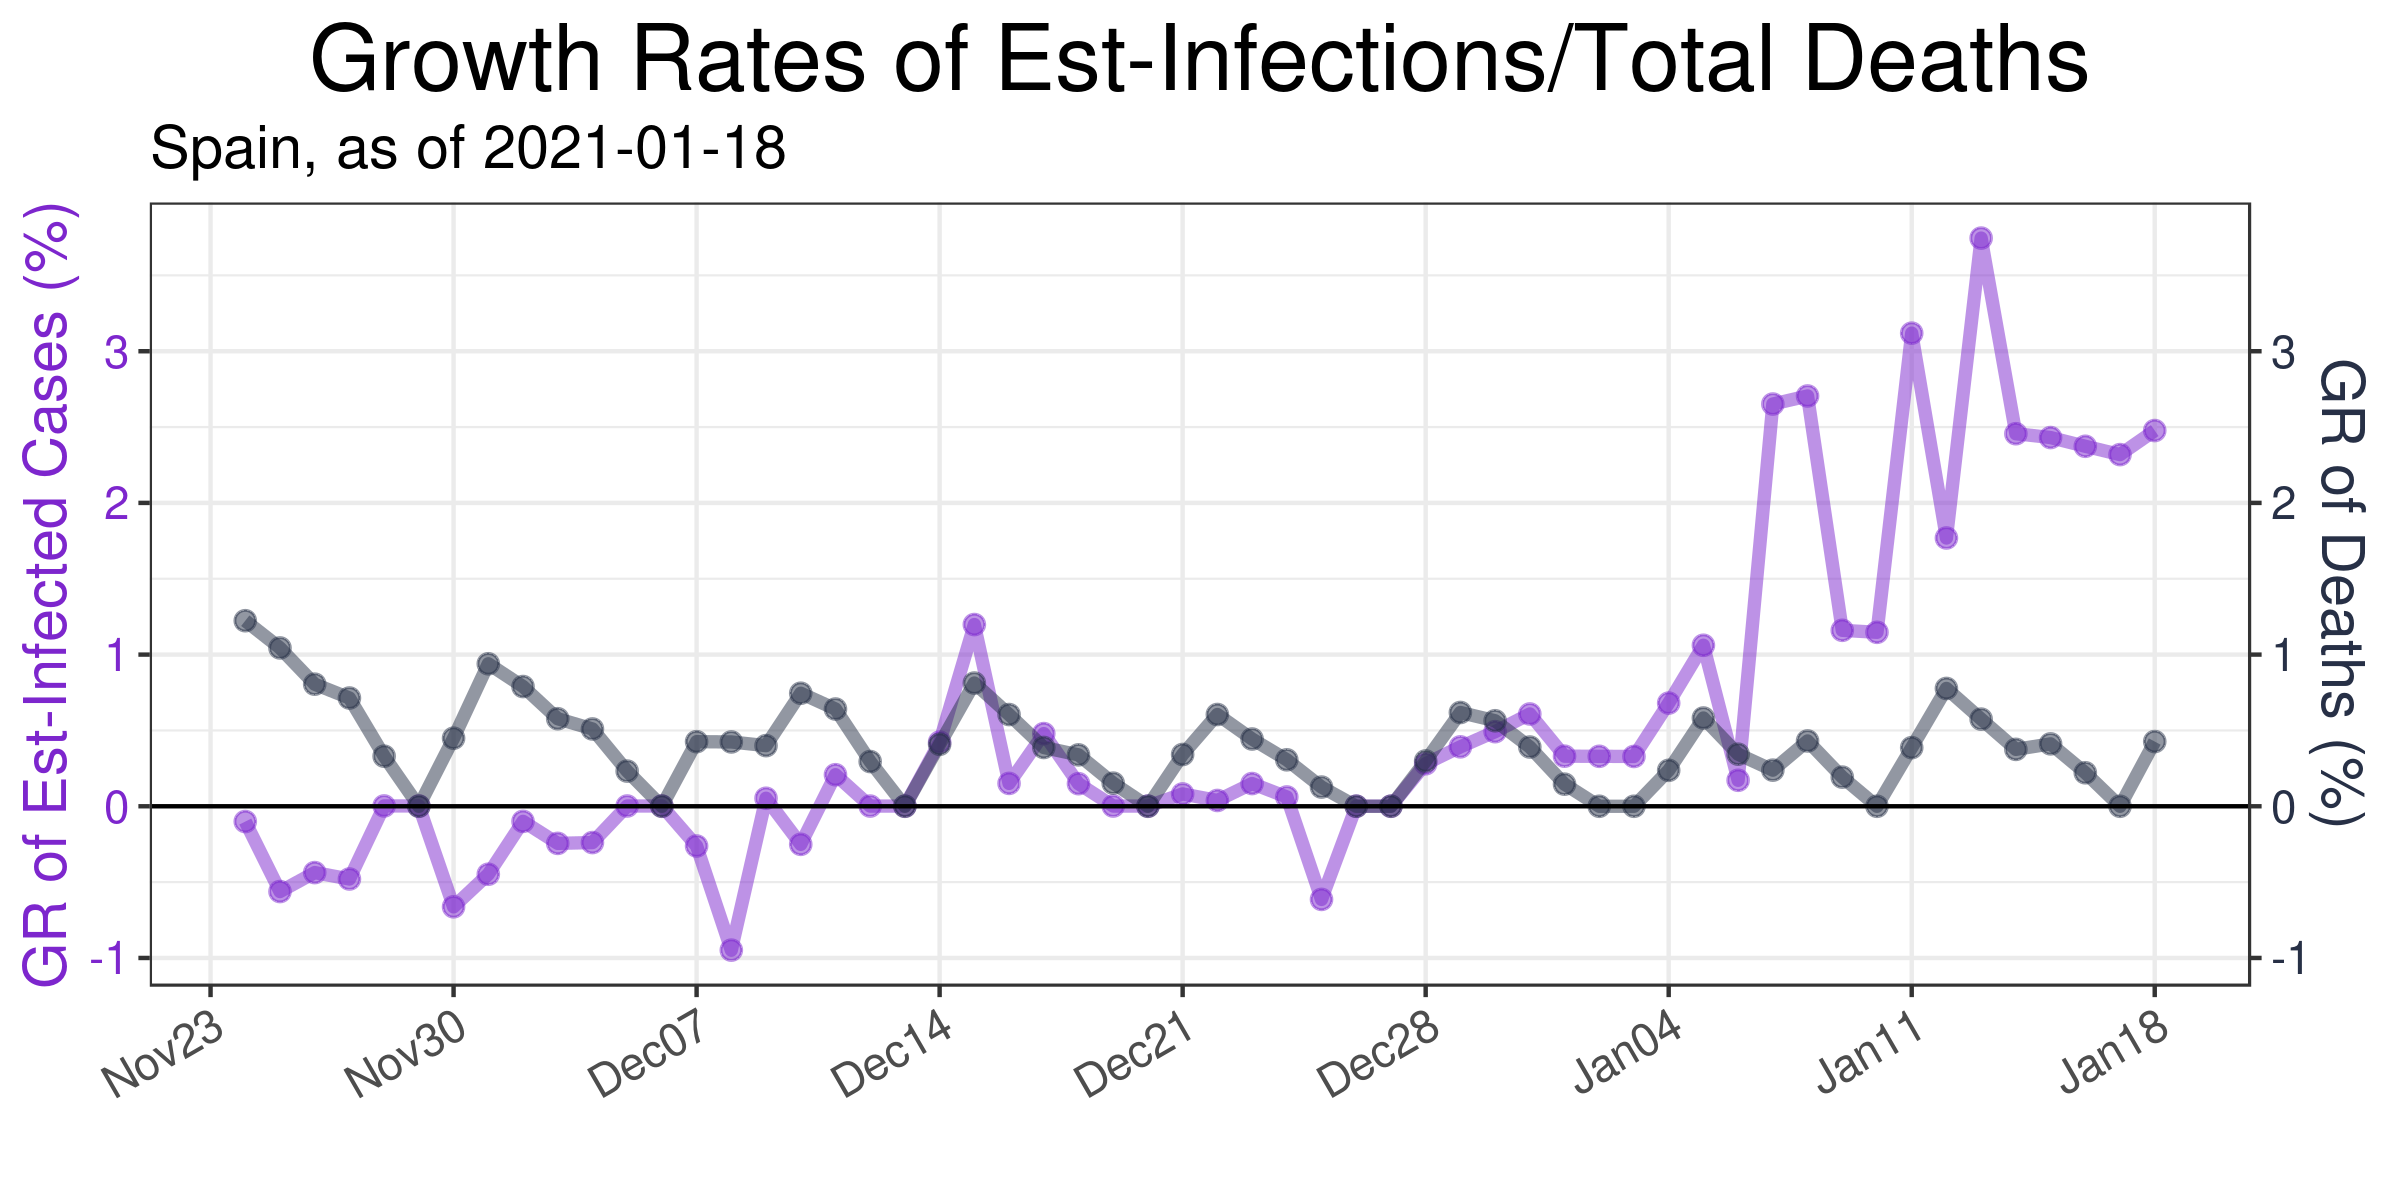 Growth Rates of Est-Infections/Total Deaths
Spain, as of 2021-01-18
GR of Est-Infected Cases (%)
3
2
1
0
-1
3
2
1
0
-1
GR of Deaths (%)
Nov23
Nov30
Dec07
Dec14
Dec21
Dec28
Jan04
Jan11
Jan18